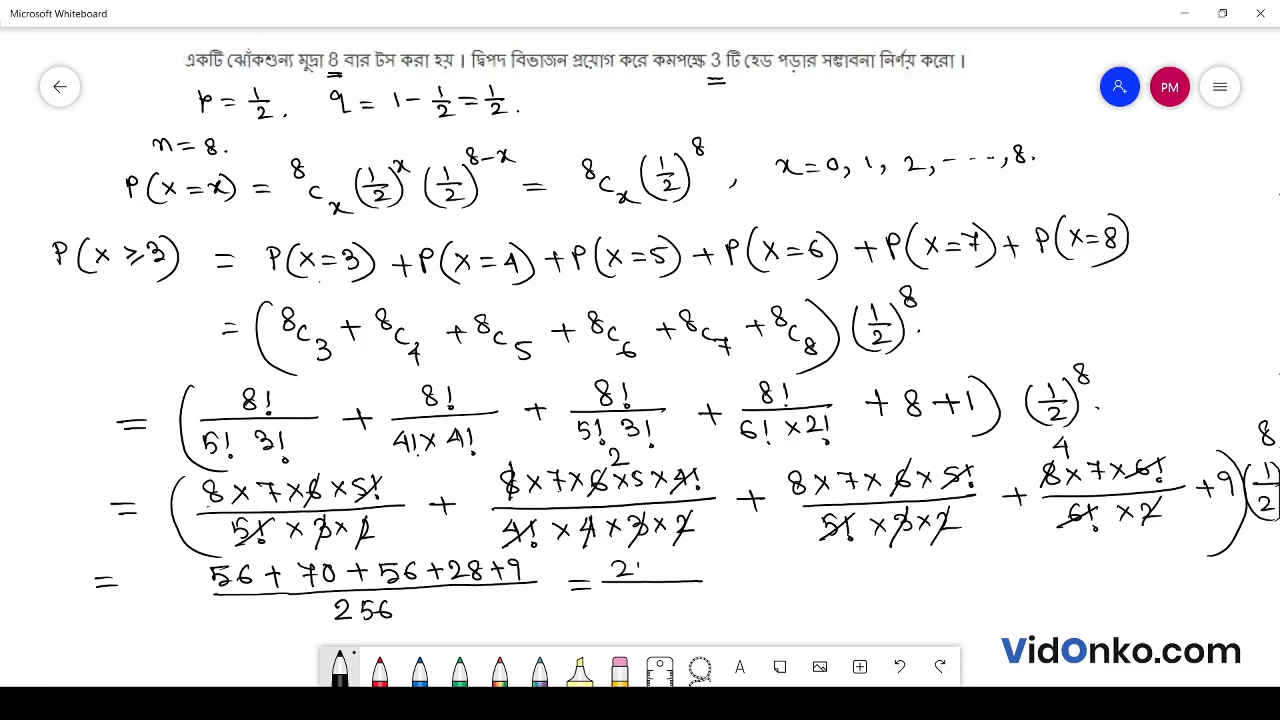 Microsoft Whiteboard
একটি ঝোঁকশুন্য মুদ্রা 8 বার টস করা হয় । দ্বিপদ বিভাজন প্রয়োগ করে কমপক্ষে 3 টি হেড পড়ার সম্ভাবনা নির্ণয় করো ।
PM
p = 1/2 . q = 1 - 1/2 = 1/2 .
n = 8.
P(X = x) = ⁸Cₓ (1/2)^x (1/2)^(8-x) = ⁸Cₓ (1/2)^8 , x = 0, 1, 2, - - - -, 8.
P(X ≥ 3) = P(X = 3) + P(X = 4) + P(X = 5) + P(X = 6) + P(X = 7) + P(X = 8)
= (⁸C₃ + ⁸C₄ + ⁸C₅ + ⁸C₆ + ⁸C₇ + ⁸C₈) (1/2)^8 .
= (8!/(5! 3!) + 8!/(4! × 4!) + 8!/(5! 3!) + 8!/(6! × 2!) + 8 + 1) (1/2)^8 .
= ((8 × 7 × 6 × 5!)/(5! × 3 × 2) + (8 × 7 × 6 2 × 5 × 4!)/(4! × 4 × 3 × 2) + (8 × 7 × 6 × 5!)/(5! × 3 × 2) + (8 4 × 7 × 6!)/(6! × 2) + 9) (1/2)^8
= (56 + 70 + 56 + 28 + 9)/256 = 2
VidOnko.com
A